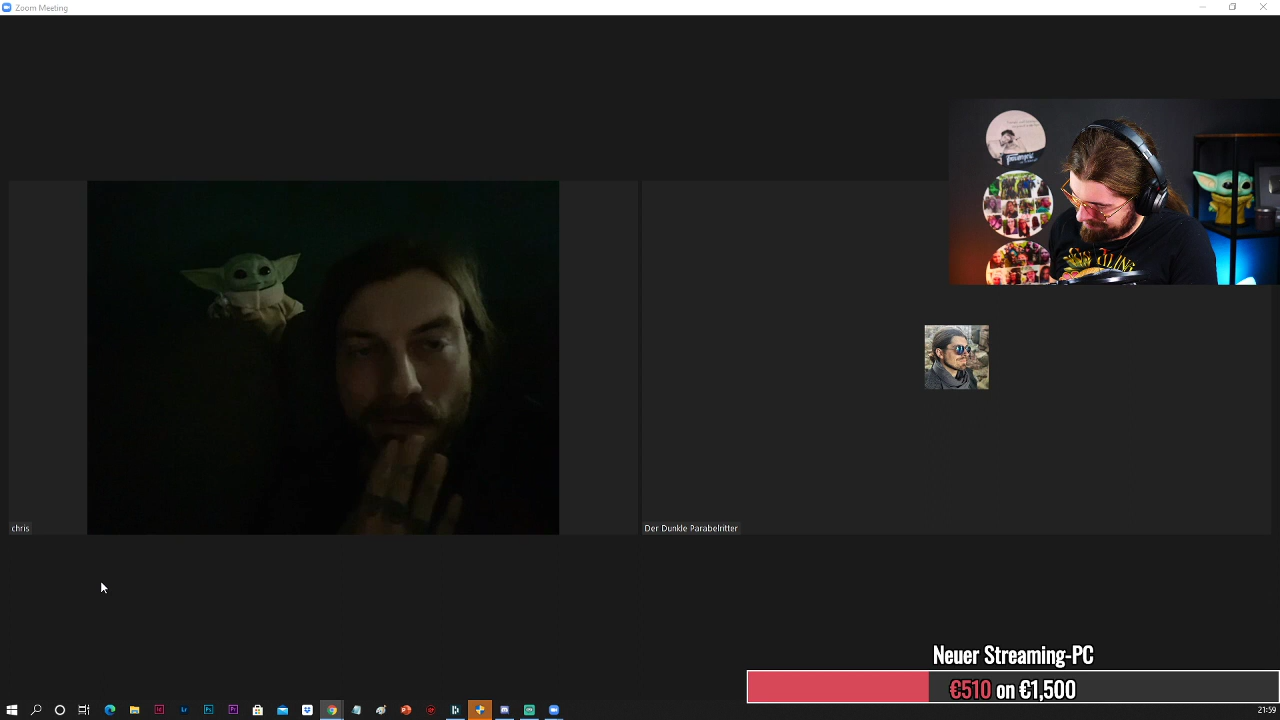 Zoom Meeting
chris
Der Dunkle Parabelritter
Neuer Streaming-PC
€510 on €1,500
21:59